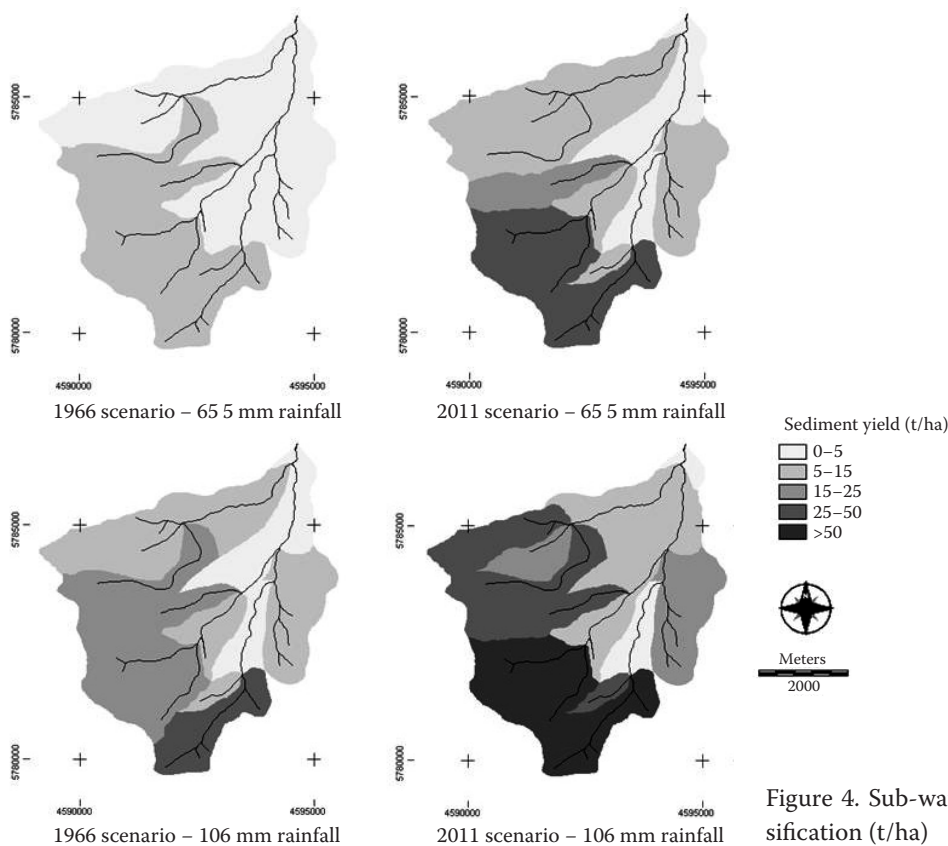 5785000
5780000
4590000 4595000
1966 scenario – 65 5 mm rainfall
5785000
5780000
4590000 4595000
2011 scenario – 65 5 mm rainfall
5785000
5780000
4590000 4595000
1966 scenario – 106 mm rainfall
5785000
5780000
4590000 4595000
2011 scenario – 106 mm rainfall
Sediment yield (t/ha)
0–5
5–15
15–25
25–50
>50
N
Meters
2000
Figure 4. Sub-wa
sification (t/ha)